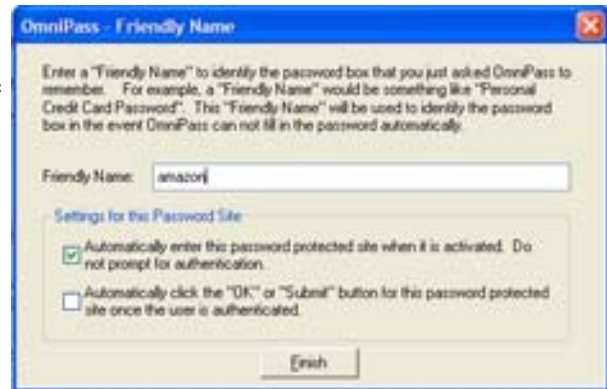 OmniPass - Friendly Name
Enter a "Friendly Name" to identify the password box that you just asked OmniPass to
remember. For example, a "Friendly Name" would be something like "Personal
Credit Card Password". This "Friendly Name" will be used to identify the password
box in the event OmniPass can not fill in the password automatically.
Friendly Name: amazon
Settings for this Password Site
Automatically enter this password protected site when it is activated. Do
not prompt for authentication.
Automatically click the "OK" or "Submit" button for this password protected
site once the user is authenticated.
Finish